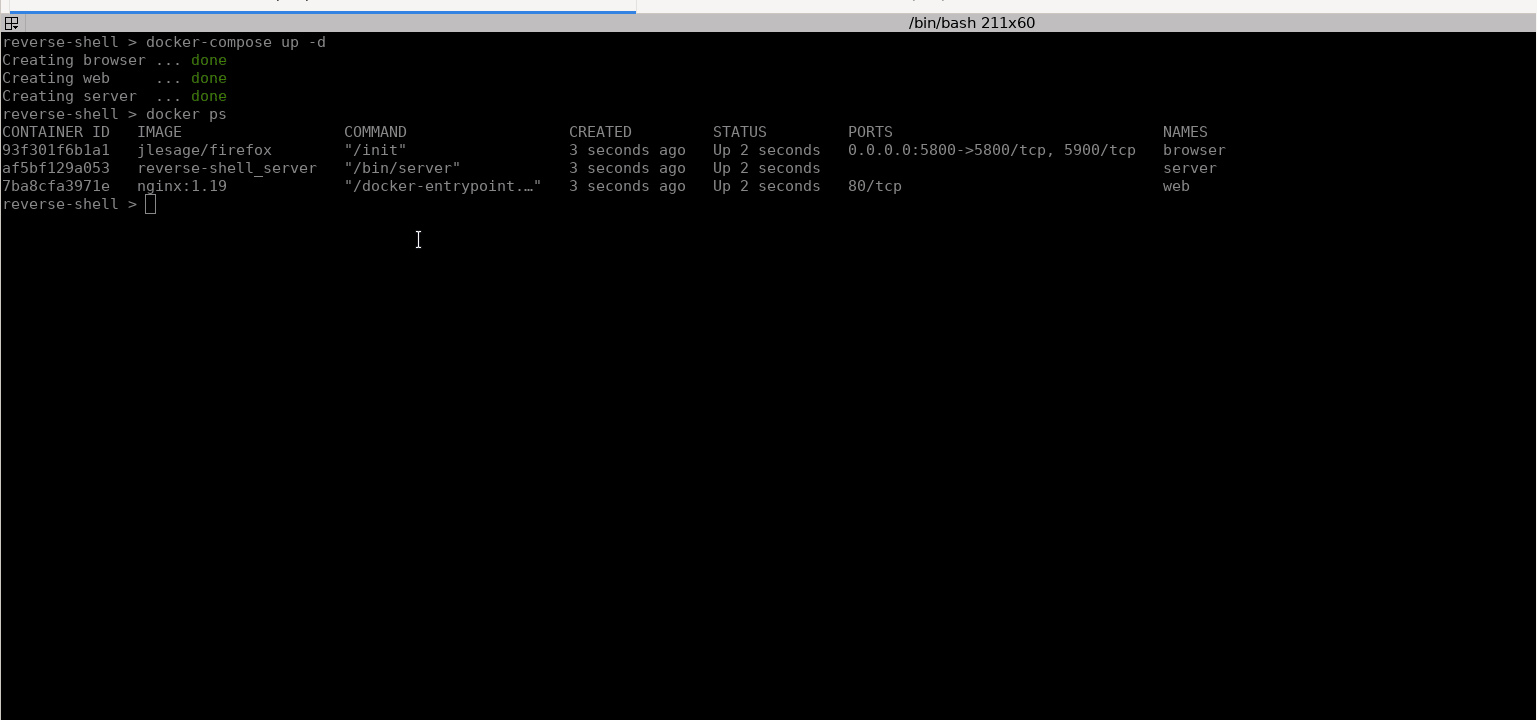 /bin/bash 211x60
reverse-shell > docker-compose up -d
Creating browser ... done
Creating web     ... done
Creating server  ... done
reverse-shell > docker ps
CONTAINER ID   IMAGE                  COMMAND                  CREATED         STATUS         PORTS                              NAMES
93f301f6b1a1   jlesage/firefox        "/init"                  3 seconds ago   Up 2 seconds   0.0.0.0:5800->5800/tcp, 5900/tcp   browser
af5bf129a053   reverse-shell_server   "/bin/server"            3 seconds ago   Up 2 seconds                                      server
7ba8cfa3971e   nginx:1.19             "/docker-entrypoint.…"   3 seconds ago   Up 2 seconds   80/tcp                             web
reverse-shell >